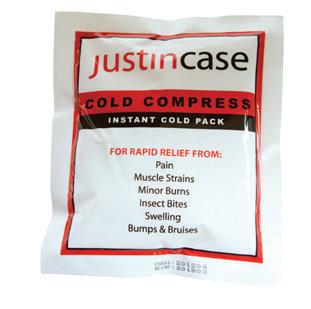 justincase
COLD COMPRESS
INSTANT COLD PACK
FOR RAPID RELIEF FROM:
Pain
Muscle Strains
Minor Burns
Insect Bites
Swelling
Bumps & Bruises